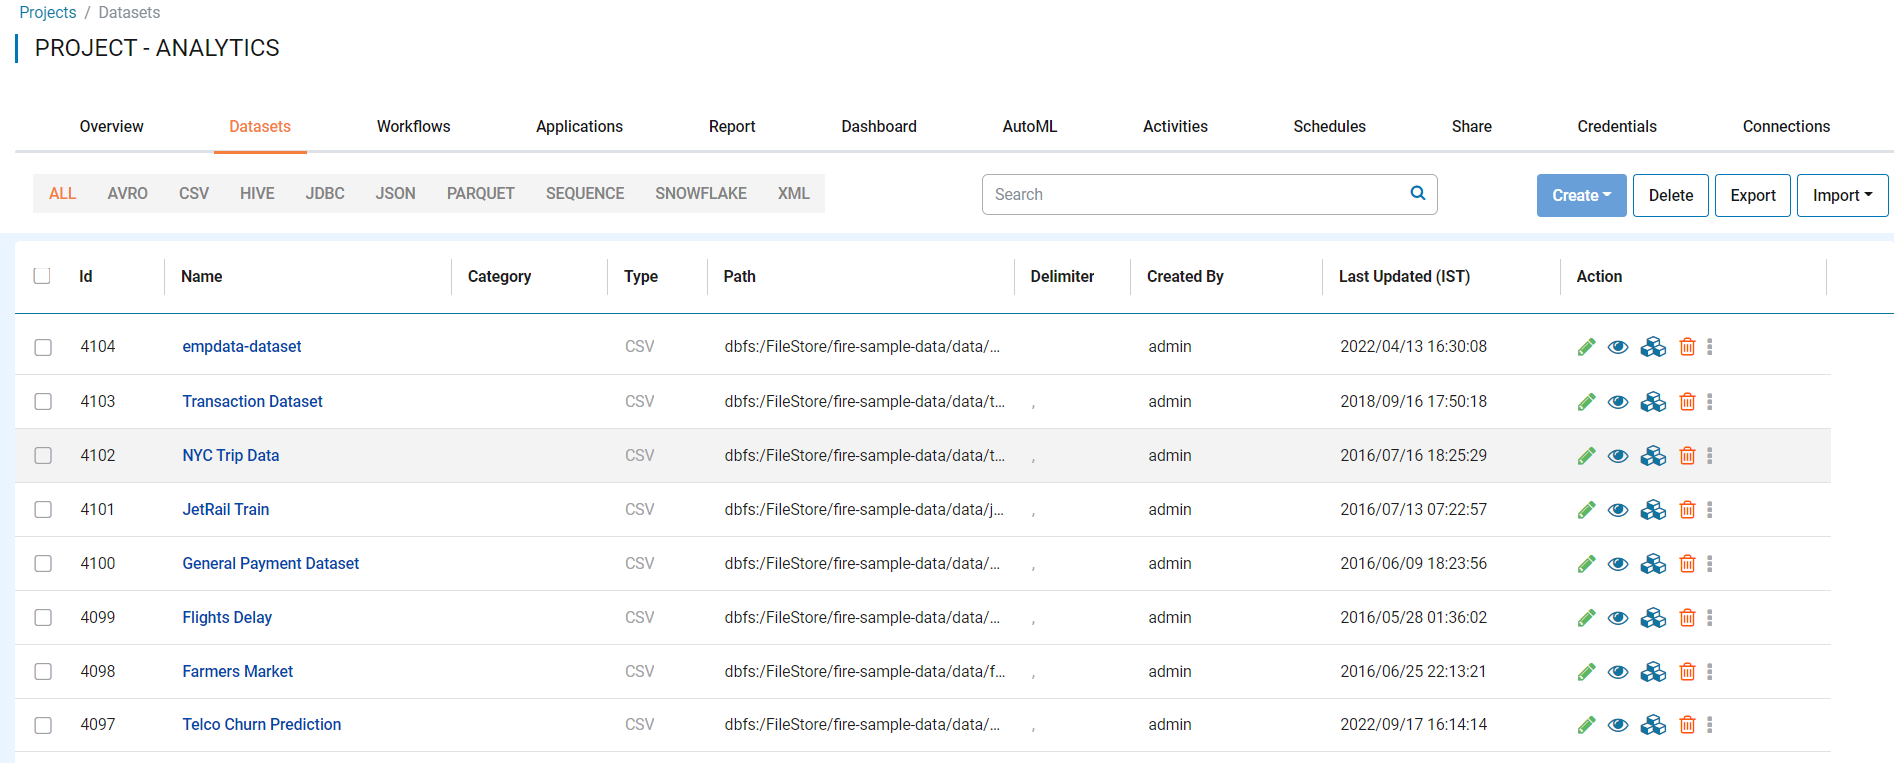 Projects / Datasets
PROJECT - ANALYTICS
Overview Datasets Workflows Applications Report Dashboard AutoML Activities Schedules Share Credentials Connections
ALL AVRO CSV HIVE JDBC JSON PARQUET SEQUENCE SNOWFLAKE XML Search Create Delete Export Import
Id Name Category Type Path Delimiter Created By Last Updated (IST) Action
4104 empdata-dataset CSV dbfs:/FileStore/fire-sample-data/data/... admin 2022/04/13 16:30:08
4103 Transaction Dataset CSV dbfs:/FileStore/fire-sample-data/data/t... , admin 2018/09/16 17:50:18
4102 NYC Trip Data CSV dbfs:/FileStore/fire-sample-data/data/t... , admin 2016/07/16 18:25:29
4101 JetRail Train CSV dbfs:/FileStore/fire-sample-data/data/j... , admin 2016/07/13 07:22:57
4100 General Payment Dataset CSV dbfs:/FileStore/fire-sample-data/data/... , admin 2016/06/09 18:23:56
4099 Flights Delay CSV dbfs:/FileStore/fire-sample-data/data/... , admin 2016/05/28 01:36:02
4098 Farmers Market CSV dbfs:/FileStore/fire-sample-data/data/f... , admin 2016/06/25 22:13:21
4097 Telco Churn Prediction CSV dbfs:/FileStore/fire-sample-data/data/... , admin 2022/09/17 16:14:14